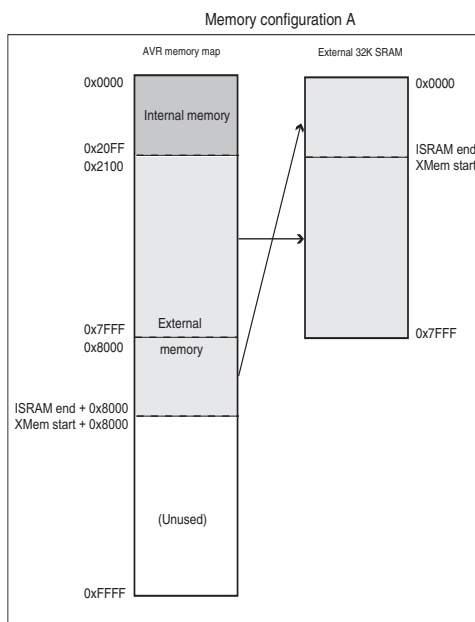 Memory configuration A
AVR memory map
External 32K SRAM
0x0000
Internal memory
0x20FF
0x2100
0x7FFF
External
0x8000
memory
ISRAM end + 0x8000
XMem start + 0x8000
(Unused)
0xFFFF
0x0000
ISRAM end
XMem start
0x7FFF